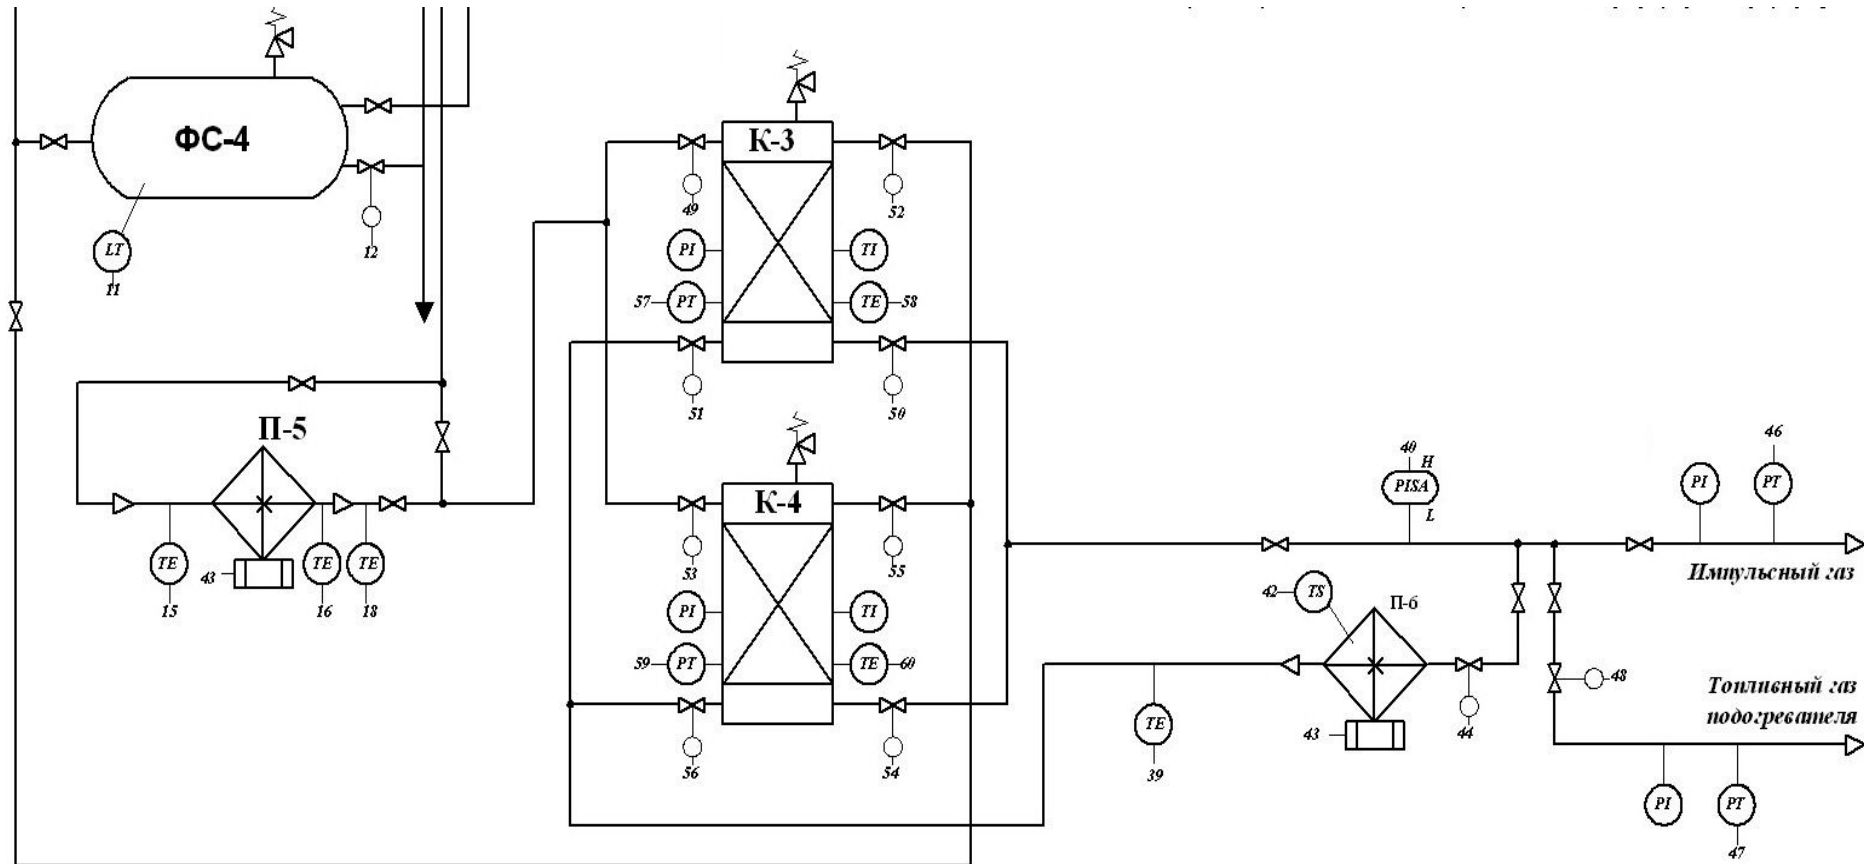 ФС-4
LT
11
12
П-5
TE
15
43
TE
16
TE
18
К-3
49
52
PI
TI
57
PT
TE
58
51
50
К-4
53
55
PI
TI
59
PT
TE
60
56
54
40
H
PISA
L
46
PI
PT
Импульсный газ
42
TS
П-6
43
44
48
TE
39
Топливный газ
подогревателя
PI
PT
47